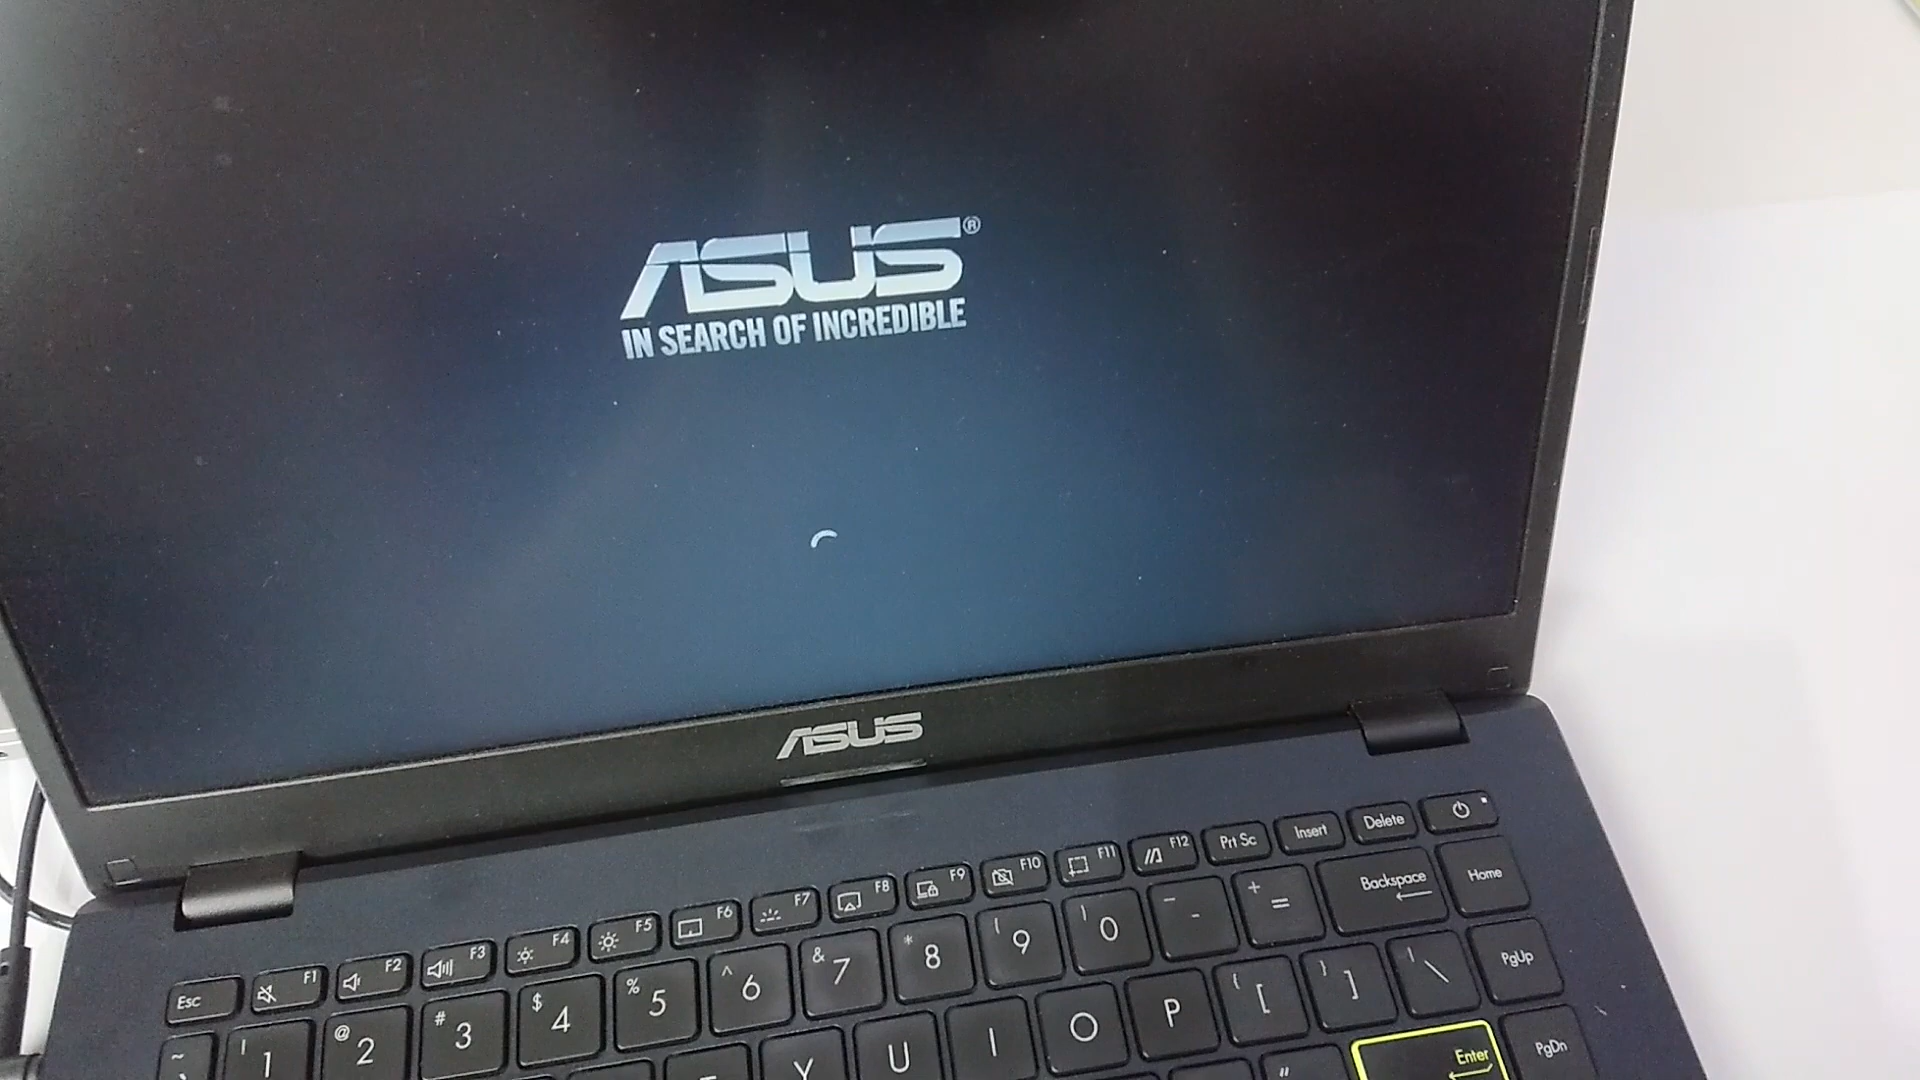 ASUS®
IN SEARCH OF INCREDIBLE
ASUS
Esc F1 F2 F3 F4 F5 F6 F7 F8 F9 F10 F11 F12 Prt Sc Insert Delete
~ ! 1 @ 2 # 3 $ 4 % 5 ^ 6 & 7 * 8 ( 9 ) 0 - + = Backspace Home
Y U I O P { [ } ] | \ PgUp
" Enter PgDn